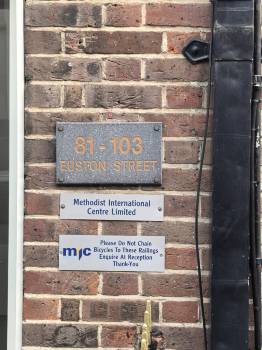 81 - 103
EUSTON STREET
Methodist International
Centre Limited
mic
Please Do Not Chain
Bicycles To These Railings
Enquire At Reception
Thank-You